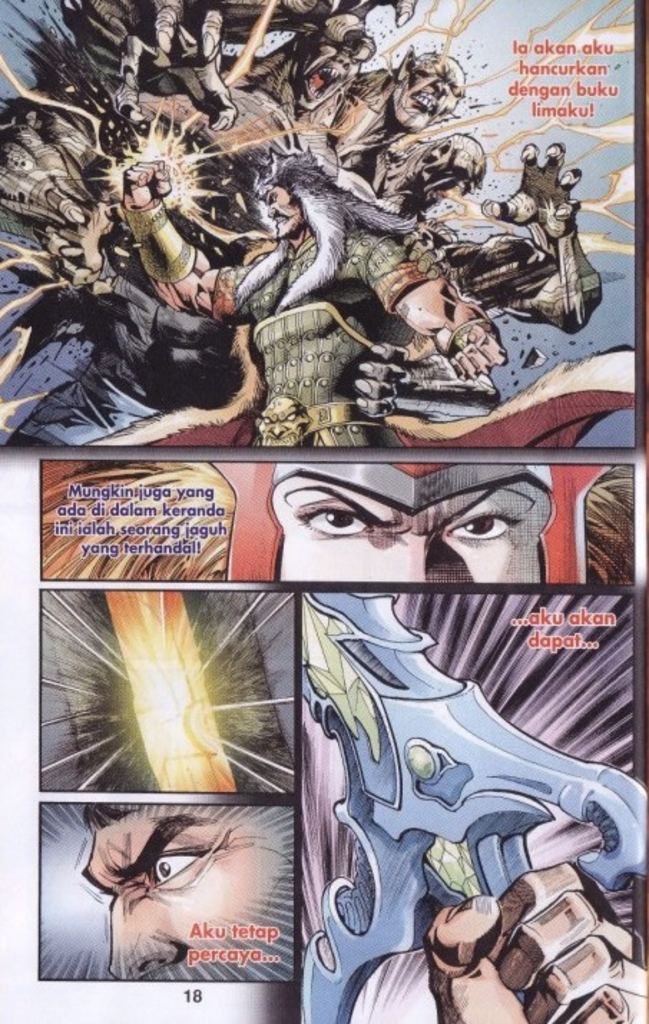 Ia akan aku
hancurkan
dengan buku
limaku!
Mungkin juga yang
ada di dalam keranda
ini ialah seorang jaguh
yang terhandal!
...aku akan
dapat...
Aku tetap
percaya...
18